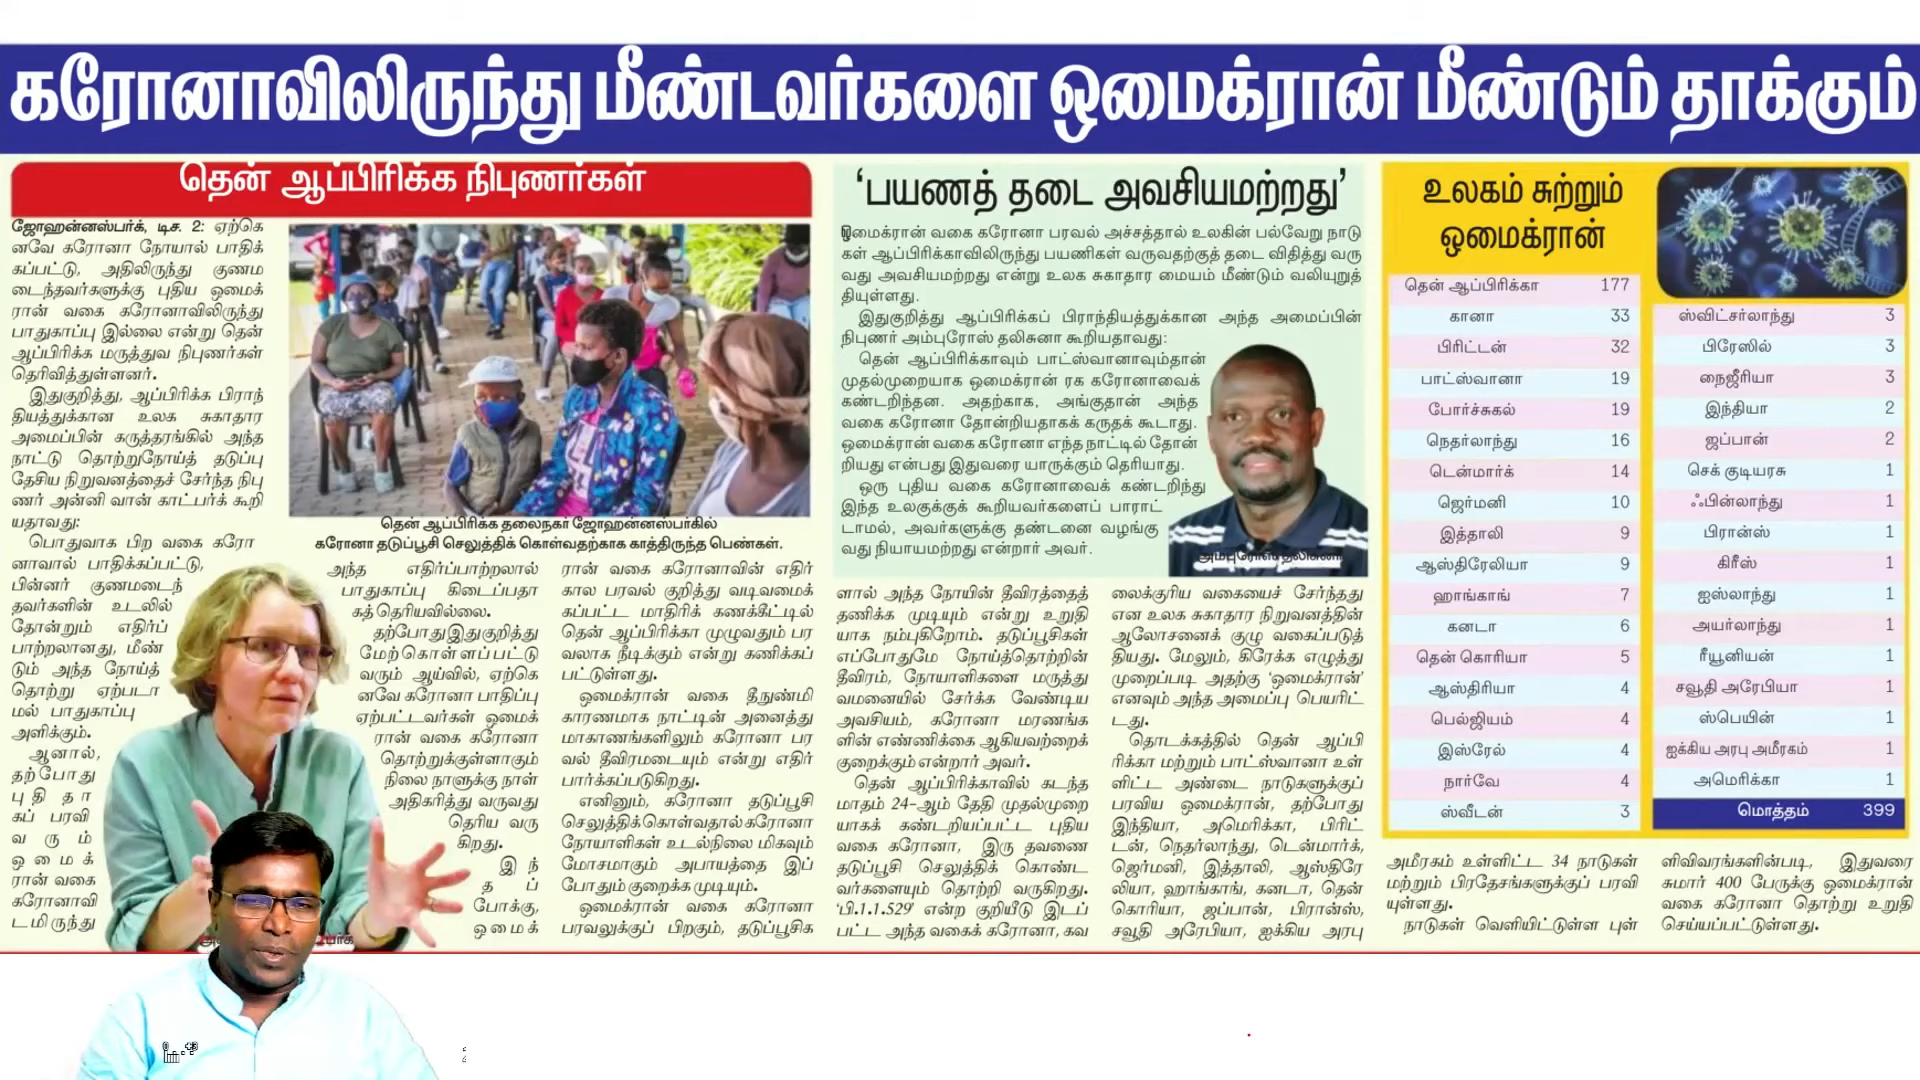 கரோனாவிலிருந்து மீண்டவர்களை ஒமைக்ரான் மீண்டும் தாக்கும்
தென் ஆப்பிரிக்க நிபுணர்கள்
ஜோஹன்னஸ்பர்க், டிச. 2: ஏற்கெ
னவே கரோனா நோயால் பாதிக்
கப்பட்டு, அதிலிருந்து குணம
டைந்தவர்களுக்கு புதிய ஒமைக்
ரான் வகை கரோனாவிலிருந்து
பாதுகாப்பு இல்லை என்று தென்
ஆப்பிரிக்க மருத்துவ நிபுணர்கள்
தெரிவித்துள்ளனர்.
இதுகுறித்து, ஆப்பிரிக்க பிராந்
தியத்துக்கான உலக சுகாதார
அமைப்பின் கருத்தரங்கில் அந்த
நாட்டு தொற்றுநோய்த் தடுப்பு
தேசிய நிறுவனத்தைச் சேர்ந்த நிபு
ணர் அன்னி வான் காட்பர்க் கூறி
யதாவது:
பொதுவாக பிற வகை கரோ
னாவால் பாதிக்கப்பட்டு,
பின்னர் குணமடைந்
தவர்களின் உடலில்
தோன்றும் எதிர்ப்
பாற்றலானது, மீண்
டும் அந்த நோய்த்
தொற்று ஏற்படா
மல் பாதுகாப்பு
அளிக்கும்.
ஆனால்,
தற்போது
புதிதா
கப் பரவி
வரும்
ஒமைக்
ரான் வகை
கரோனாவி
டமிருந்து
தென் ஆப்பிரிக்க தலைநகர் ஜோஹன்னஸ்பர்கில்
கரோனா தடுப்பூசி செலுத்திக் கொள்வதற்காக காத்திருந்த பெண்கள்.
அந்த எதிர்ப்பாற்றலால்
பாதுகாப்பு கிடைப்பதா
கத் தெரியவில்லை.
தற்போது இதுகுறித்து
மேற்கொள்ளப்பட்டு
வரும் ஆய்வில், ஏற்கெ
னவே கரோனா பாதிப்பு
ஏற்பட்டவர்கள் ஒமைக்
ரான் வகை கரோனா
தொற்றுக்குள்ளாகும்
நிலை நாளுக்கு நாள்
அதிகரித்து வருவது
தெரிய வரு
கிறது.
இந்
தப்
போக்கு,
ஒமைக்
ரான் வகை கரோனாவின் எதிர்
கால பரவல் குறித்து வடிவமைக்
கப்பட்ட மாதிரிக் கணக்கீட்டில்
தென் ஆப்பிரிக்கா முழுவதும் பர
வலாக நீடிக்கும் என்று கணிக்கப்
பட்டுள்ளது.
ஒமைக்ரான் வகை தீநுண்மி
காரணமாக நாட்டின் அனைத்து
மாகாணங்களிலும் கரோனா பர
வல் தீவிரமடையும் என்று எதிர்
பார்க்கப்படுகிறது.
எனினும், கரோனா தடுப்பூசி
செலுத்திக்கொள்வதால் கரோனா
நோயாளிகள் உடல்நிலை மிகவும்
மோசமாகும் அபாயத்தை இப்
போதும் குறைக்க முடியும்.
ஒமைக்ரான் வகை கரோனா
பரவலுக்குப் பிறகும், தடுப்பூசிக
‘பயணத் தடை அவசியமற்றது’
ஒமைக்ரான் வகை கரோனா பரவல் அச்சத்தால் உலகின் பல்வேறு நாடு
கள் ஆப்பிரிக்காவிலிருந்து பயணிகள் வருவதற்குத் தடை விதித்து வரு
வது அவசியமற்றது என்று உலக சுகாதார மையம் மீண்டும் வலியுறுத்
தியுள்ளது.
இதுகுறித்து ஆப்பிரிக்கப் பிராந்தியத்துக்கான அந்த அமைப்பின்
நிபுணர் அம்புரோஸ் தலிசுனா கூறியதாவது:
தென் ஆப்பிரிக்காவும் பாட்ஸ்வானாவும்தான்
முதல்முறையாக ஒமைக்ரான் ரக கரோனாவைக்
கண்டறிந்தன. அதற்காக, அங்குதான் அந்த
வகை கரோனா தோன்றியதாகக் கருதக் கூடாது.
ஒமைக்ரான் வகை கரோனா எந்த நாட்டில் தோன்
றியது என்பது இதுவரை யாருக்கும் தெரியாது.
ஒரு புதிய வகை கரோனாவைக் கண்டறிந்து
இந்த உலகுக்குக் கூறியவர்களைப் பாராட்
டாமல், அவர்களுக்கு தண்டனை வழங்கு
வது நியாயமற்றது என்றார் அவர்.
அம்புரோஸ் தலிசுனா
ளால் அந்த நோயின் தீவிரத்தைத்
தணிக்க முடியும் என்று உறுதி
யாக நம்புகிறோம். தடுப்பூசிகள்
எப்போதுமே நோய்த்தொற்றின்
தீவிரம், நோயாளிகளை மருத்து
வமனையில் சேர்க்க வேண்டிய
அவசியம், கரோனா மரணங்க
ளின் எண்ணிக்கை ஆகியவற்றைக்
குறைக்கும் என்றார் அவர்.
தென் ஆப்பிரிக்காவில் கடந்த
மாதம் 24-ஆம் தேதி முதல்முறை
யாகக் கண்டறியப்பட்ட புதிய
வகை கரோனா, இரு தவணை
தடுப்பூசி செலுத்திக் கொண்ட
வர்களையும் தொற்றி வருகிறது.
‘பி.1.1.529’ என்ற குறியீடு இடப்
பட்ட அந்த வகைக் கரோனா, கவ
லைக்குரிய வகையைச் சேர்ந்தது
என உலக சுகாதார நிறுவனத்தின்
ஆலோசனைக் குழு வகைப்படுத்
தியது. மேலும், கிரேக்க எழுத்து
முறைப்படி அதற்கு ‘ஒமைக்ரான்’
எனவும் அந்த அமைப்பு பெயரிட்
டது.
தொடக்கத்தில் தென் ஆப்பி
ரிக்கா மற்றும் பாட்ஸ்வானா உள்
ளிட்ட அண்டை நாடுகளுக்குப்
பரவிய ஒமைக்ரான், தற்போது
இந்தியா, அமெரிக்கா, பிரிட்
டன், நெதர்லாந்து, டென்மார்க்,
ஜெர்மனி, இத்தாலி, ஆஸ்திரே
லியா, ஹாங்காங், கனடா, தென்
கொரியா, ஜப்பான், பிரான்ஸ்,
சவூதி அரேபியா, ஐக்கிய அரபு
உலகம் சுற்றும்
ஒமைக்ரான்
தென் ஆப்பிரிக்கா 177
கானா 33
பிரிட்டன் 32
பாட்ஸ்வானா 19
போர்ச்சுகல் 19
நெதர்லாந்து 16
டென்மார்க் 14
ஜெர்மனி 10
இத்தாலி 9
ஆஸ்திரேலியா 9
ஹாங்காங் 7
கனடா 6
தென் கொரியா 5
ஆஸ்திரியா 4
பெல்ஜியம் 4
இஸ்ரேல் 4
நார்வே 4
ஸ்வீடன் 3
ஸ்விட்சர்லாந்து 3
பிரேஸில் 3
நைஜீரியா 3
இந்தியா 2
ஜப்பான் 2
செக் குடியரசு 1
ஃபின்லாந்து 1
பிரான்ஸ் 1
கிரீஸ் 1
ஐஸ்லாந்து 1
அயர்லாந்து 1
ரீயூனியன் 1
சவூதி அரேபியா 1
ஸ்பெயின் 1
ஐக்கிய அரபு அமீரகம் 1
அமெரிக்கா 1
மொத்தம் 399
அமீரகம் உள்ளிட்ட 34 நாடுகள்
மற்றும் பிரதேசங்களுக்குப் பரவி
யுள்ளது.
நாடுகள் வெளியிட்டுள்ள புள்
ளிவிவரங்களின்படி, இதுவரை
சுமார் 400 பேருக்கு ஒமைக்ரான்
வகை கரோனா தொற்று உறுதி
செய்யப்பட்டுள்ளது.